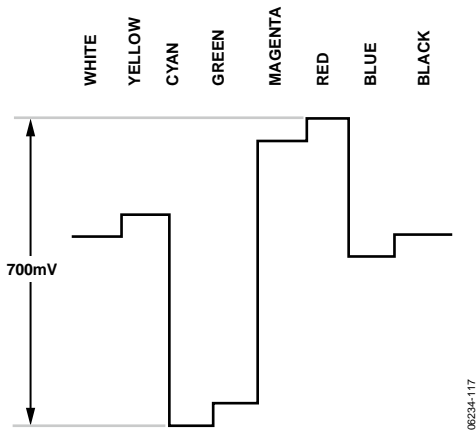 WHITE
YELLOW
CYAN
GREEN
MAGENTA
RED
BLUE
BLACK
700mV
06234-117